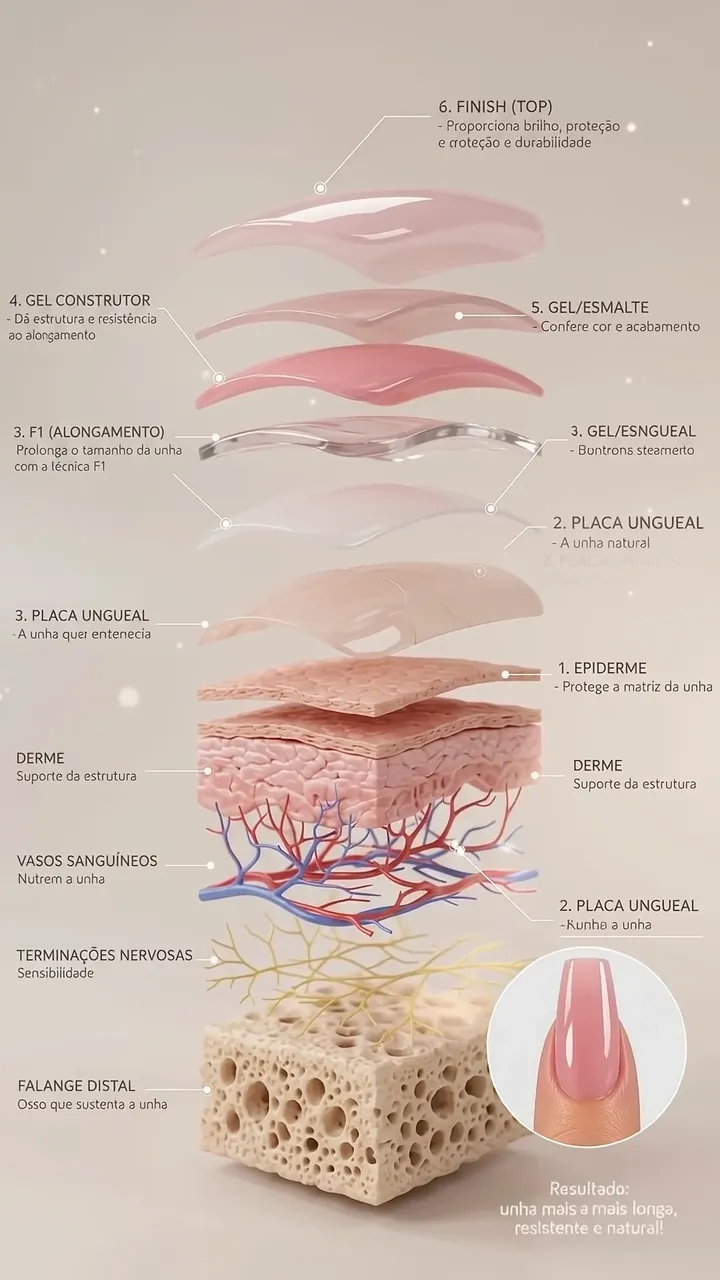 6. FINISH (TOP)
- Proporciona brilho, proteção
e croteção e durabilidade
4. GEL CONSTRUTOR
- Dá estrutura e resistência
ao alongamento
5. GEL/ESMALTE
- Confere cor e acabamento
3. F1 (ALONGAMENTO)
Prolonga o tamanho da unha
com a lécnica F1
3. GEL/ESNGUEAL
- Buntrons steamerto
2. PLACA UNGUEAL
- A unha natural
3. PLACA UNGUEAL
- A unha quer entenecia
1. EPIDERME
- Protege a matriz da unha
DERME
Suporte da estrutura
DERME
Suporte da estrutura
VASOS SANGUÍNEOS
Nutrem a unha
2. PLACA UNGUEAL
- Kunho a unha
TERMINAÇÕES NERVOSAS
Sensibilidade
FALANGE DISTAL
Osso que sustenta a unha
Resultado:
unha mais a mais longa,
resistente e natural!